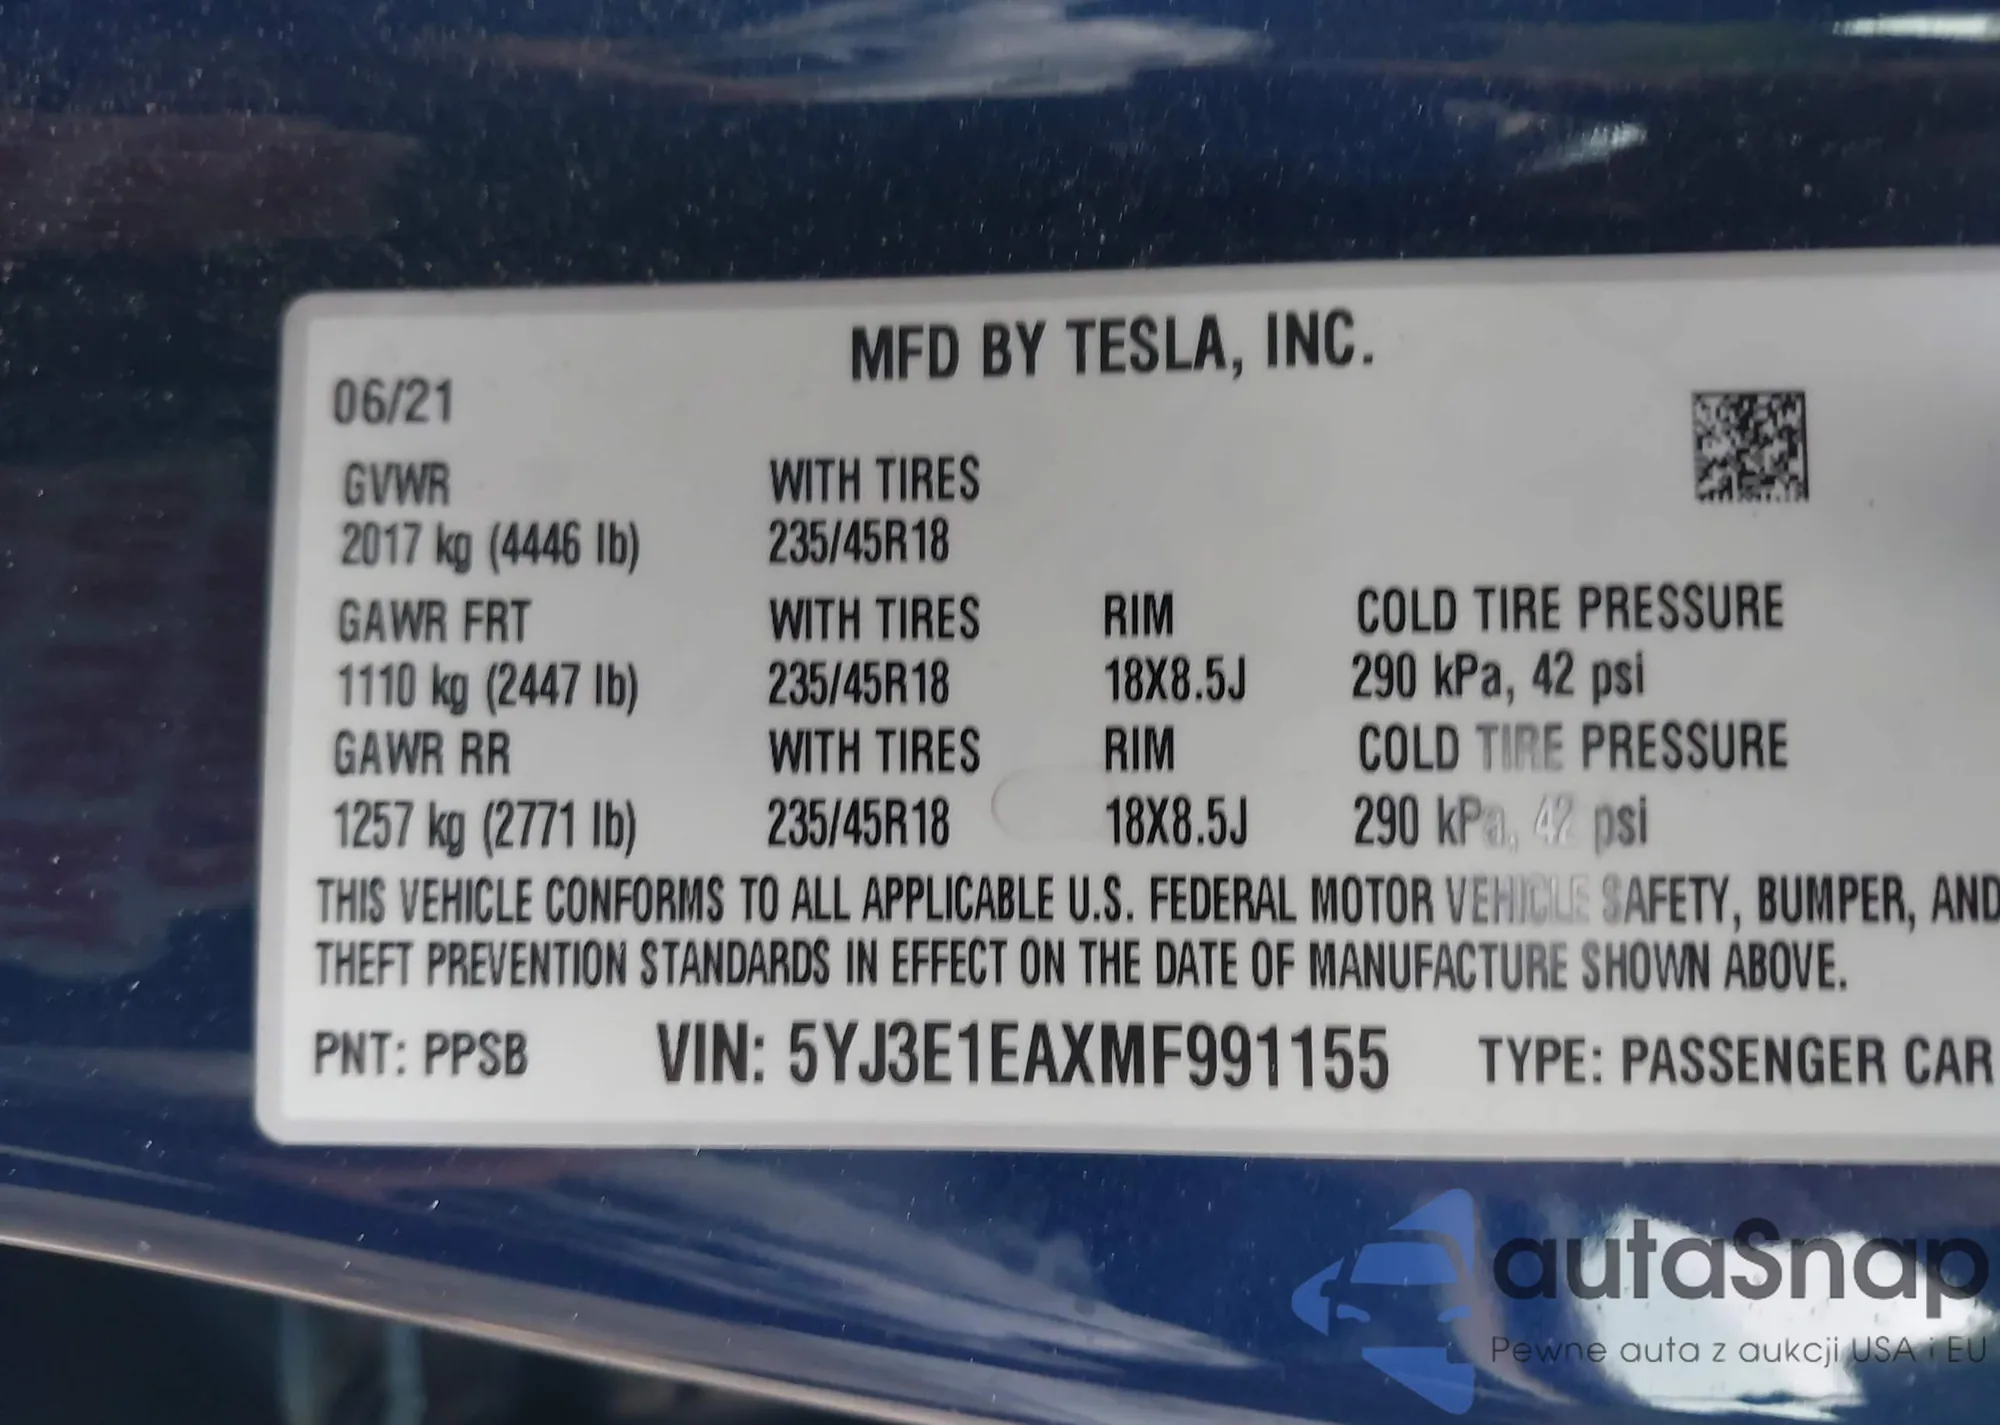 MFD BY TESLA, INC.
06/21
GVWR WITH TIRES
2017 kg (4446 lb) 235/45R18
GAWR FRT WITH TIRES RIM COLD TIRE PRESSURE
1110 kg (2447 lb) 235/45R18 18X8.5J 290 kPa, 42 psi
GAWR RR WITH TIRES RIM COLD TIRE PRESSURE
1257 kg (2771 lb) 235/45R18 18X8.5J 290 kPa, 42 psi
THIS VEHICLE CONFORMS TO ALL APPLICABLE U.S. FEDERAL MOTOR VEHICLE SAFETY, BUMPER, AND
THEFT PREVENTION STANDARDS IN EFFECT ON THE DATE OF MANUFACTURE SHOWN ABOVE.
PNT: PPSB VIN: 5YJ3E1EAXMF991155 TYPE: PASSENGER CAR
autaSnap
Pewne auta z aukcji USA i EU